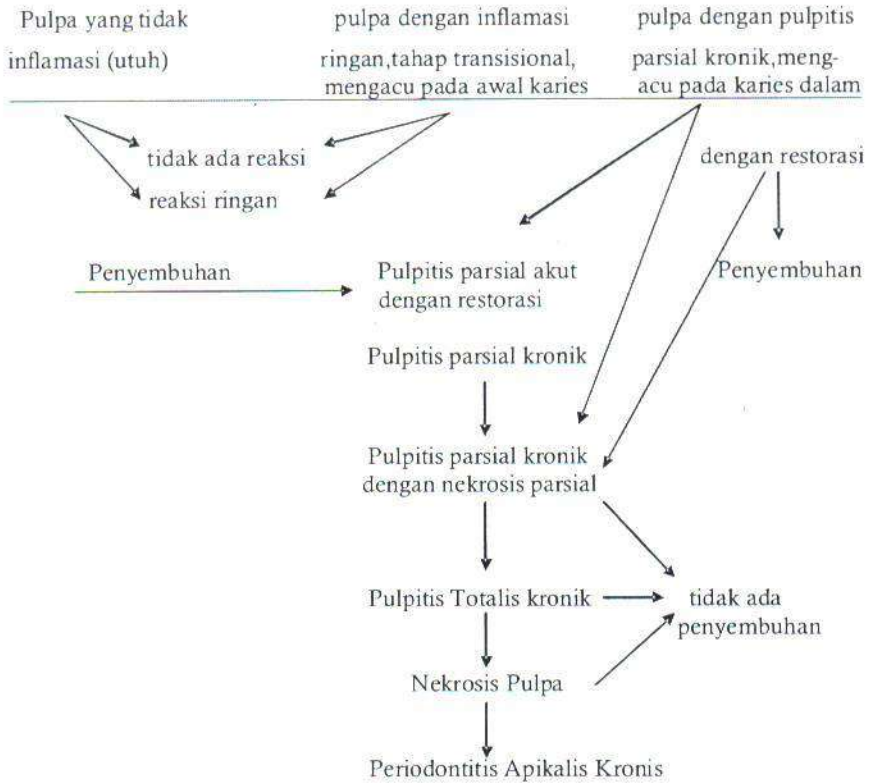 Pulpa yang tidak
inflamasi (utuh)
pulpa dengan inflamasi
ringan,tahap transisional,
mengacu pada awal karies
pulpa dengan pulpitis
parsial kronik,meng-
acu pada karies dalam
tidak ada reaksi
reaksi ringan
dengan restorasi
Penyembuhan
Pulpitis parsial akut
dengan restorasi
Penyembuhan
Pulpitis parsial kronik
Pulpitis parsial kronik
dengan nekrosis parsial
Pulpitis Totalis kronik
tidak ada
penyembuhan
Nekrosis Pulpa
Periodontitis Apikalis Kronis